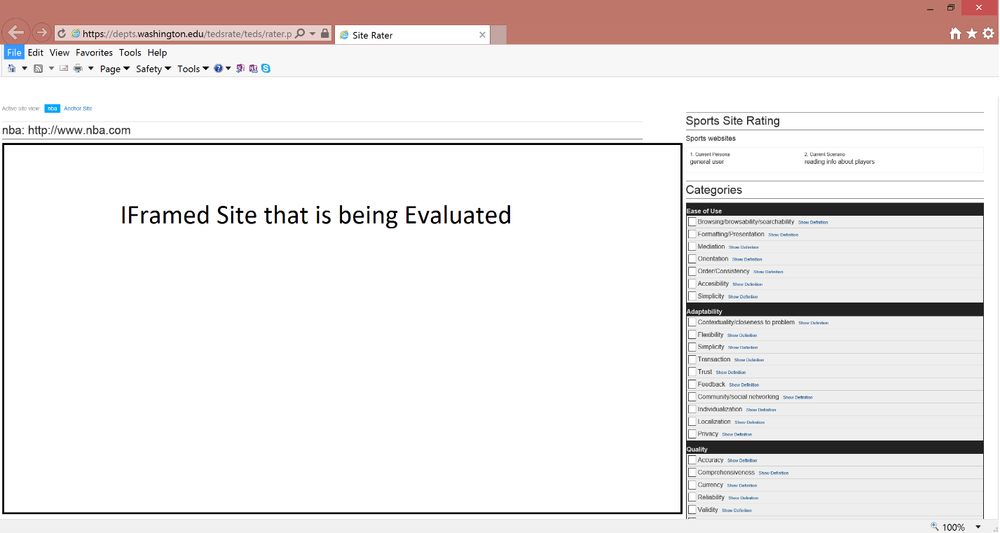 https://depts.washington.edu/tedsrate/teds/rater.p
Site Rater
File Edit View Favorites Tools Help
Page Safety Tools
Active site view: nba Anchor Site
nba: http://www.nba.com
IFramed Site that is being Evaluated
Sports Site Rating
Sports websites
1. Current Persona 2. Current Scenario
general user reading info about players
Categories
Ease of Use
Browsing/browsability/searchability Show Definition
Formatting/Presentation Show Definition
Mediation Show Definition
Orientation Show Definition
Order/Consistency Show Definition
Accesibility Show Definition
Simplicity Show Definition
Adaptability
Contextuality/closeness to problem Show Definition
Flexibility Show Definition
Simplicity Show Definition
Transaction Show Definition
Trust Show Definition
Feedback Show Definition
Community/social networking Show Definition
Individualization Show Definition
Localization Show Definition
Privacy Show Definition
Quality
Accuracy Show Definition
Comprehensiveness Show Definition
Currency Show Definition
Reliability Show Definition
Validity Show Definition
100%